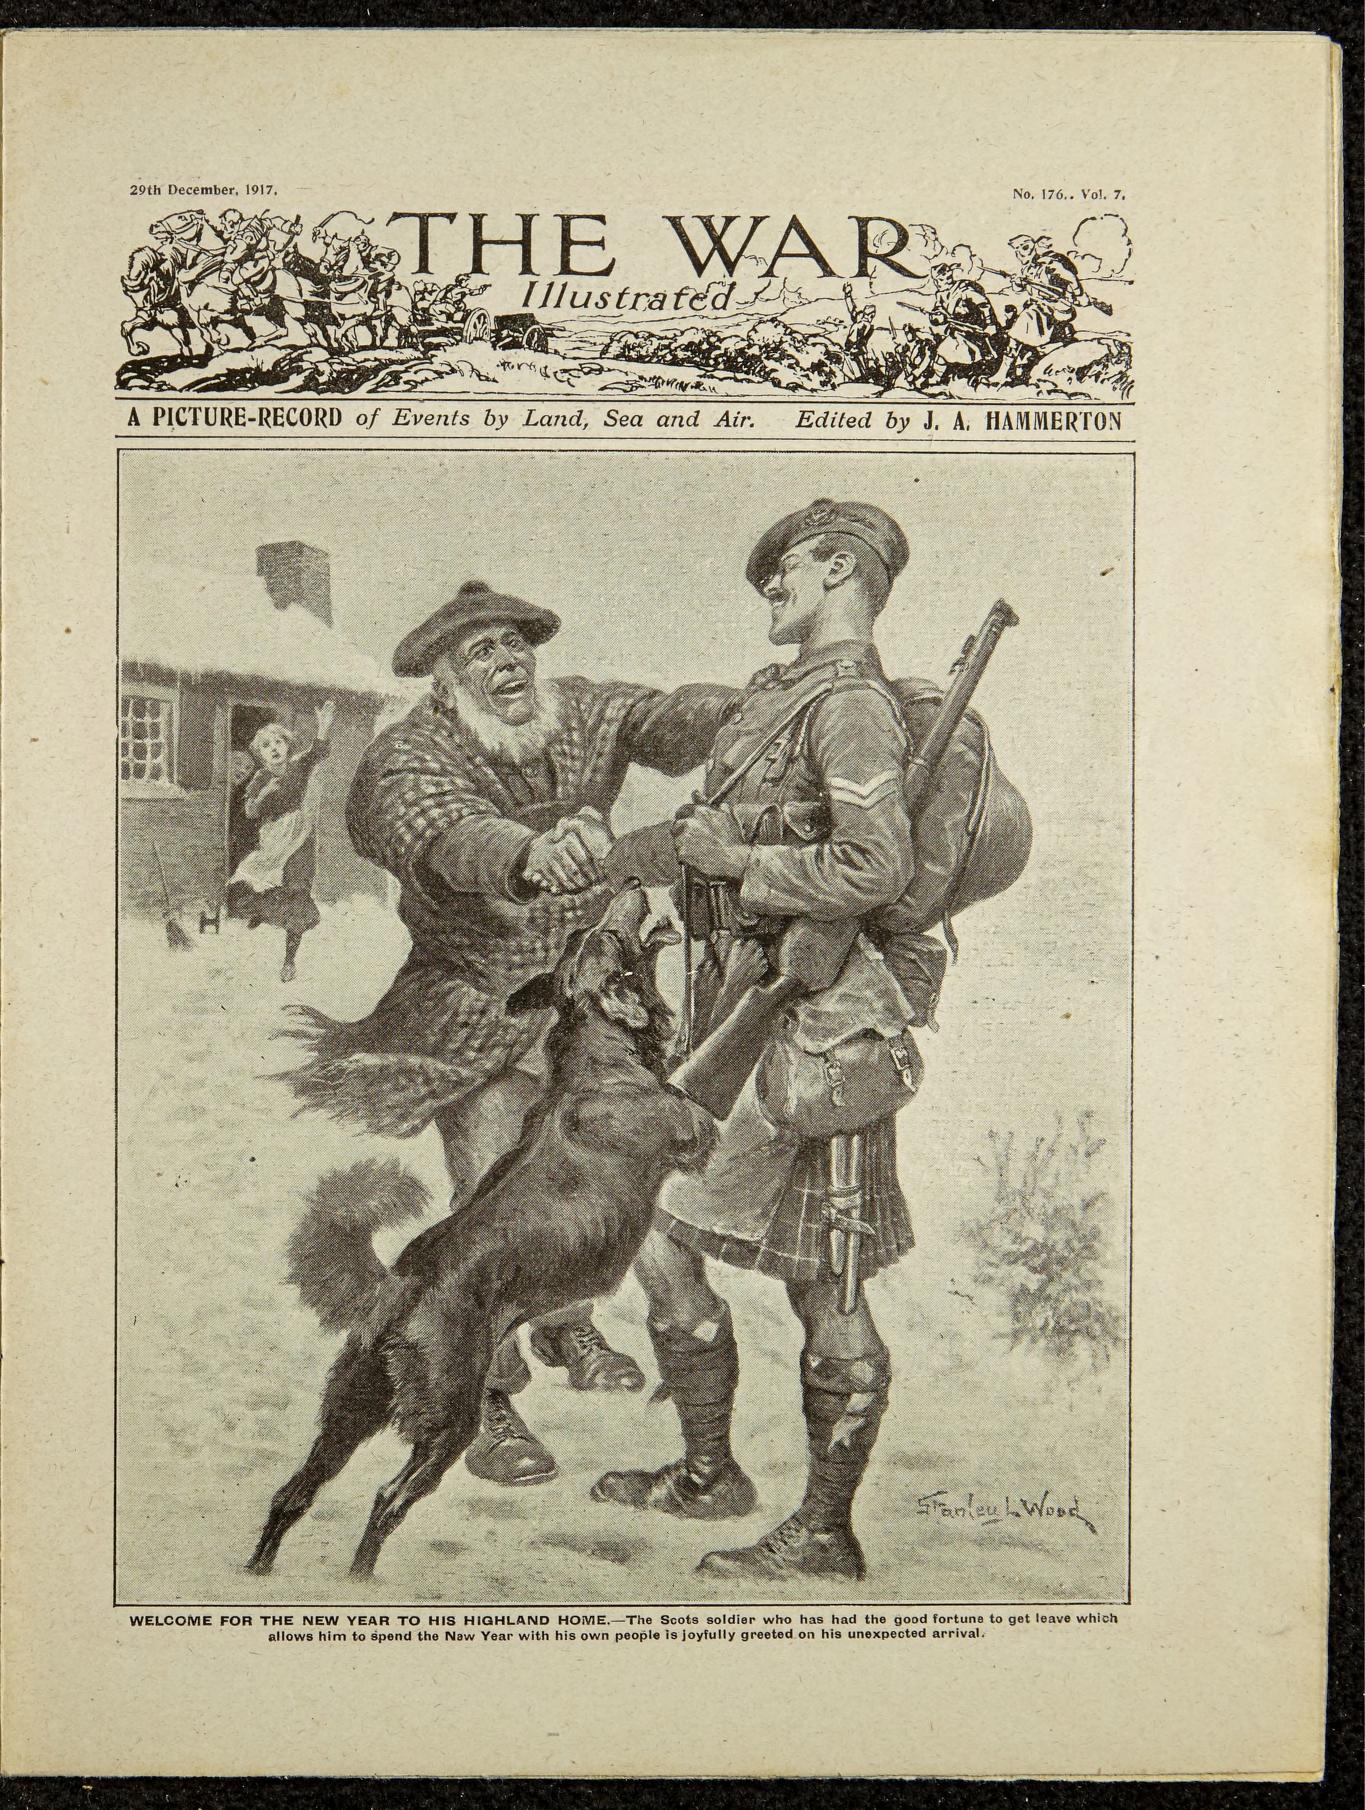 29th December, 1917.
No. 176.. Vol. 7.
THE WAR
Illustrated
A PICTURE-RECORD of Events by Land, Sea and Air. Edited by J. A. HAMMERTON
Stanley L. Wood
WELCOME FOR THE NEW YEAR TO HIS HIGHLAND HOME.—The Scots soldier who has had the good fortune to get leave which
allows him to spend the New Year with his own people is joyfully greeted on his unexpected arrival.